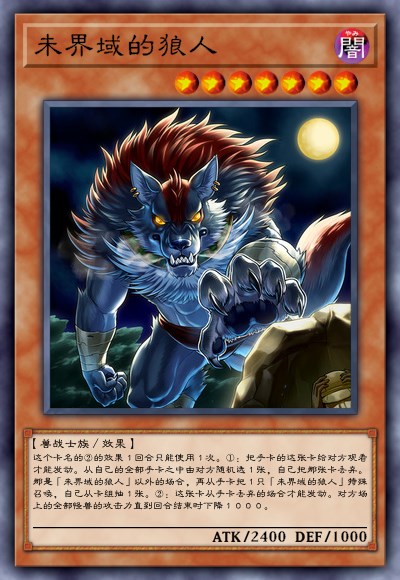 未界域的狼人
やみ
闇
【兽战士族／效果】
这个卡名的②的效果１回合只能使用１次。①：把手卡的这张卡给对方观看
才能发动。从自己的全部手卡之中由对方随机选１张，自己把那张卡丢弃。
那是「未界域的狼人」以外的场合，再从手卡把１只「未界域的狼人」特殊
召唤，自己从卡组抽１张。②：这张卡从手卡丢弃的场合才能发动。对方场
上的全部怪兽的攻击力直到回合结束时下降１０００。
ATK/2400 DEF/1000